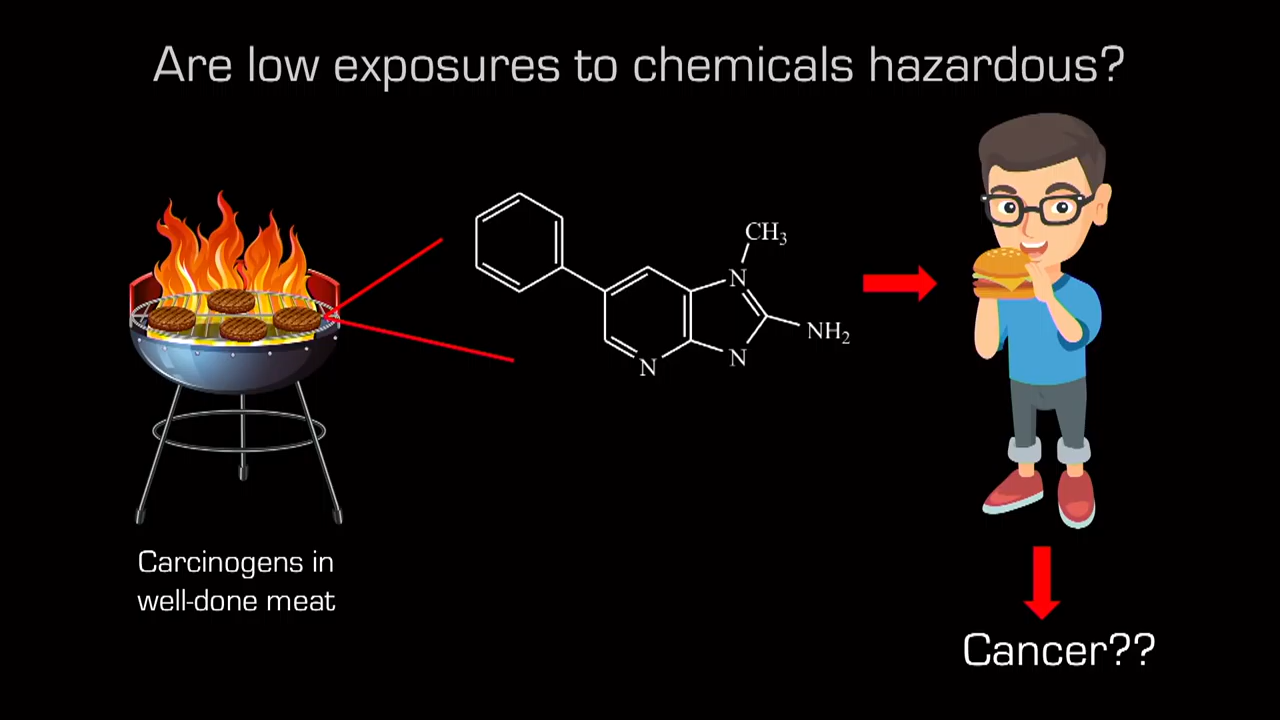 Are low exposures to chemicals hazardous?
CH₃
N
NH₂
N
N
Carcinogens in
well-done meat
Cancer??